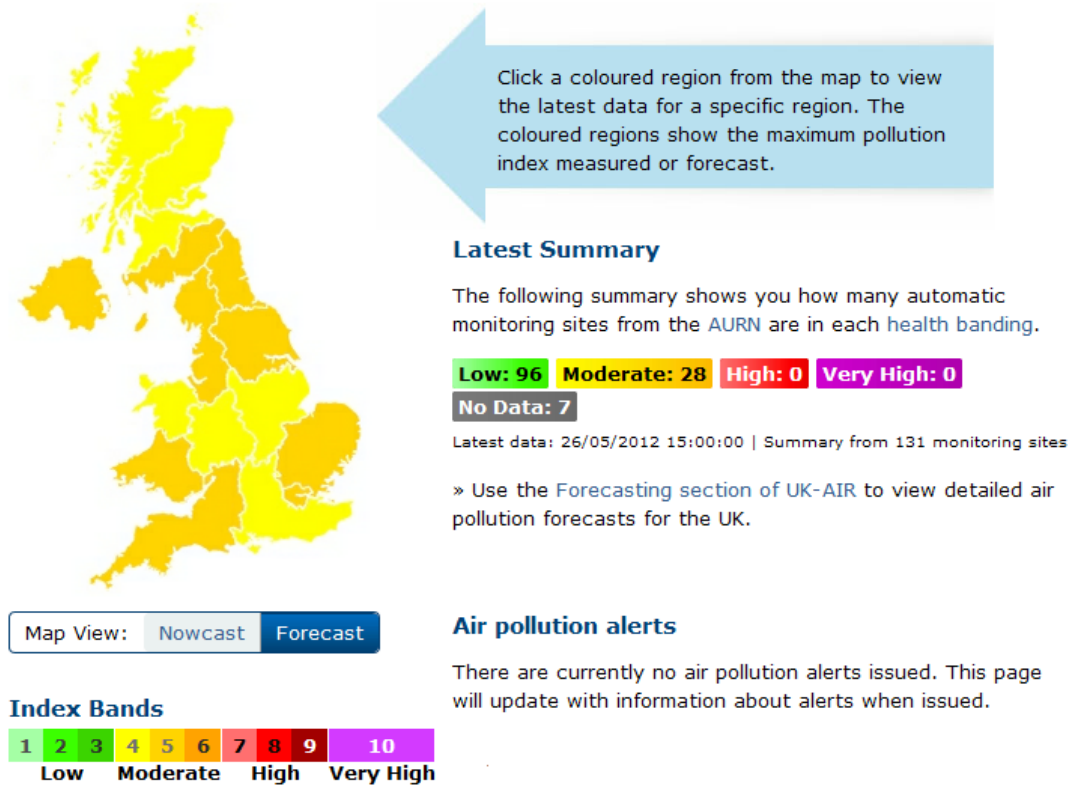 Click a coloured region from the map to view
the latest data for a specific region. The
coloured regions show the maximum pollution
index measured or forecast.
Latest Summary
The following summary shows you how many automatic
monitoring sites from the AURN are in each health banding.
Low: 96 Moderate: 28 High: 0 Very High: 0
No Data: 7
Latest data: 26/05/2012 15:00:00 | Summary from 131 monitoring sites
» Use the Forecasting section of UK-AIR to view detailed air
pollution forecasts for the UK.
Map View: Nowcast Forecast
Air pollution alerts
There are currently no air pollution alerts issued. This page
will update with information about alerts when issued.
Index Bands
1 2 3 4 5 6 7 8 9 10
Low Moderate High Very High